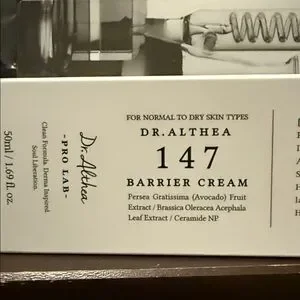 FOR NORMAL TO DRY SKIN TYPES
DR.ALTHEA
147
BARRIER CREAM
Persea Gratissima (Avocado) Fruit
Extract / Brassica Oleracea Acephala
Leaf Extract / Ceramide NP
Dr.Althea
-PRO LAB-
Clean Formula. Derma Inspired
Soul Liberation.
50ml / 1.69 fl. oz.